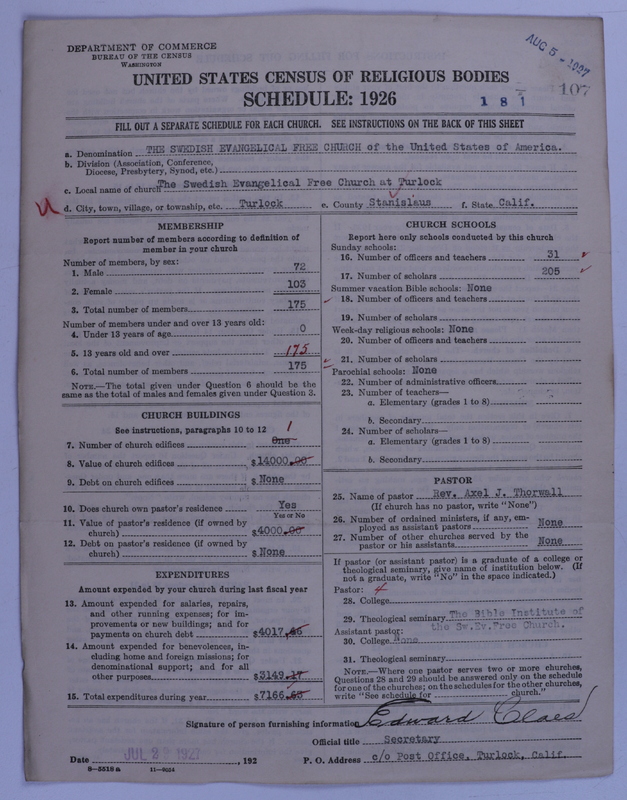 DEPARTMENT OF COMMERCE
BUREAU OF THE CENSUS
WASHINGTON
AUG 5 - 1927
UNITED STATES CENSUS OF RELIGIOUS BODIES
SCHEDULE: 1926
181
107
FILL OUT A SEPARATE SCHEDULE FOR EACH CHURCH. SEE INSTRUCTIONS ON THE BACK OF THIS SHEET
a. Denomination THE SWEDISH EVANGELICAL FREE CHURCH of the United States of America.
b. Division (Association, Conference, Diocese, Presbytery, Synod, etc.)
c. Local name of church The Swedish Evangelical Free Church at Turlock
d. City, town, village, or township, etc. Turlock e. County Stanislaus f. State Calif.
MEMBERSHIP
Report number of members according to definition of
member in your church
Number of members, by sex:
1. Male 72
2. Female 103
3. Total number of members 175
Number of members under and over 13 years old:
4. Under 13 years of age 0
5. 13 years old and over 175
6. Total number of members 175
NOTE.—The total given under Question 6 should be the
same as the total of males and females given under Question 3.
CHURCH BUILDINGS
See instructions, paragraphs 10 to 12
1
7. Number of church edifices One
8. Value of church edifices $14000.00
9. Debt on church edifices $ None
10. Does church own pastor's residence Yes
Yes or No
11. Value of pastor's residence (if owned by
church) $4000.00
12. Debt on pastor's residence (if owned by
church) $ None
EXPENDITURES
Amount expended by your church during last fiscal year
13. Amount expended for salaries, repairs,
and other running expenses; for im-
provements or new buildings; and for
payments on church debt $4017.46
14. Amount expended for benevolences, in-
cluding home and foreign missions; for
denominational support; and for all
other purposes $3149.17
15. Total expenditures during year $7166.63
CHURCH SCHOOLS
Report here only schools conducted by this church
Sunday schools:
16. Number of officers and teachers 31
17. Number of scholars 205
Summer vacation Bible schools: None
18. Number of officers and teachers
19. Number of scholars
Week-day religious schools: None
20. Number of officers and teachers
21. Number of scholars
Parochial schools: None
22. Number of administrative officers
23. Number of teachers—
a. Elementary (grades 1 to 8)
b. Secondary
24. Number of scholars—
a. Elementary (grades 1 to 8)
b. Secondary
PASTOR
25. Name of pastor Rev. Axel J. Thorwall
(If church has no pastor, write "None")
26. Number of ordained ministers, if any, em-
ployed as assistant pastors None
27. Number of other churches served by the
pastor or his assistants None
If pastor (or assistant pastor) is a graduate of a college or
theological seminary, give name of institution below. (If
not a graduate, write "No" in the space indicated.)
Pastor: 4
28. College
29. Theological seminary The Bible Institute of
the Sw.Ev.Free Church.
Assistant pastor:
30. College None
31. Theological seminary
NOTE.—Where one pastor serves two or more churches,
Questions 28 and 29 should be answered only on the schedule
for one of the churches; on the schedules for the other churches,
write "See schedule for church."
Signature of person furnishing information Edward Claes
Official title Secretary
Date JUL 2 1927, 192 P. O. Address c/o Post Office, Turlock, Calif.
8-5518a 11-8024